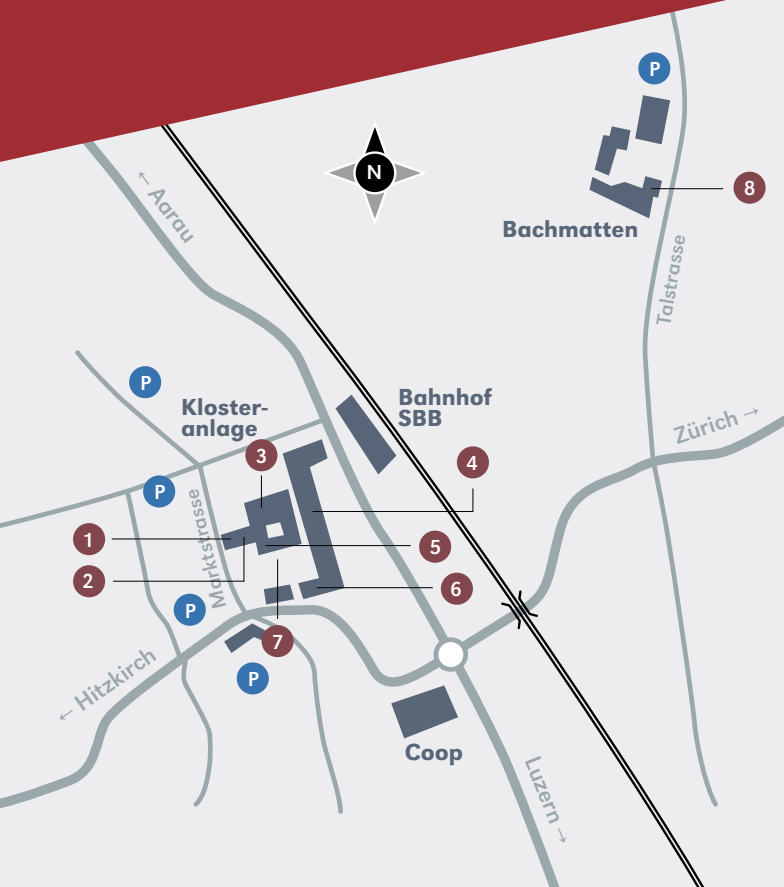 P
N
8
Bachmatten
← Aarau
Talstrasse
P
Kloster-
anlage
Bahnhof
SBB
Zürich →
3
4
P
Marktstrasse
1
5
2
6
P
7
← Hitzkirch
P
Coop
Luzern →